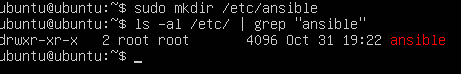 ubuntu@ubuntu:~$ sudo mkdir /etc/ansible
ubuntu@ubuntu:~$ ls -al /etc/ | grep "ansible"
drwxr-xr-x   2 root root       4096 Oct 31 19:22 ansible
ubuntu@ubuntu:~$ _